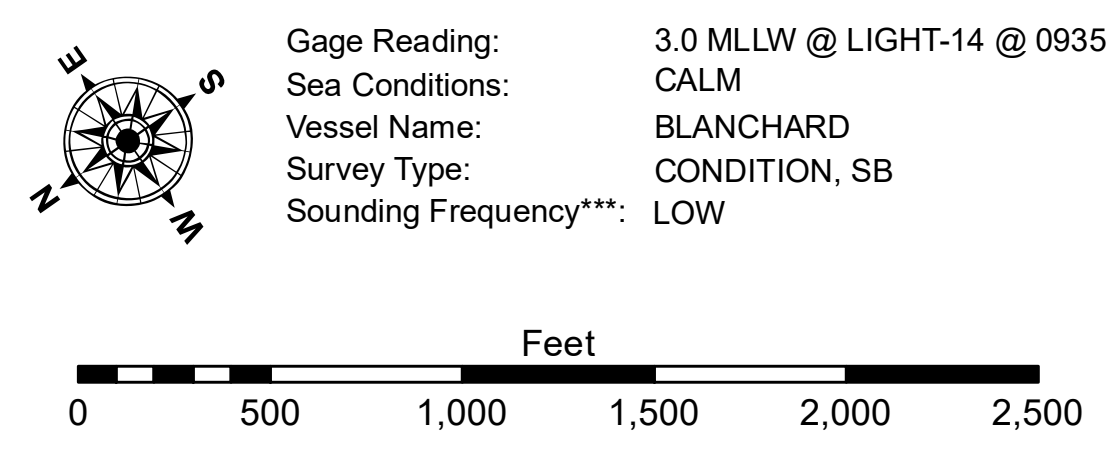 E
S
N
W
Gage Reading: 3.0 MLLW @ LIGHT-14 @ 0935
Sea Conditions: CALM
Vessel Name: BLANCHARD
Survey Type: CONDITION, SB
Sounding Frequency***: LOW
Feet
0 500 1,000 1,500 2,000 2,500